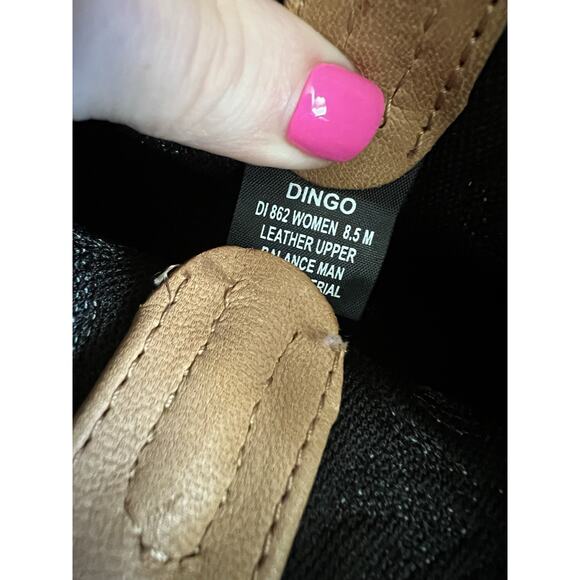 DINGO
DI 862 WOMEN 8.5 M
LEATHER UPPER
BALANCE MAN